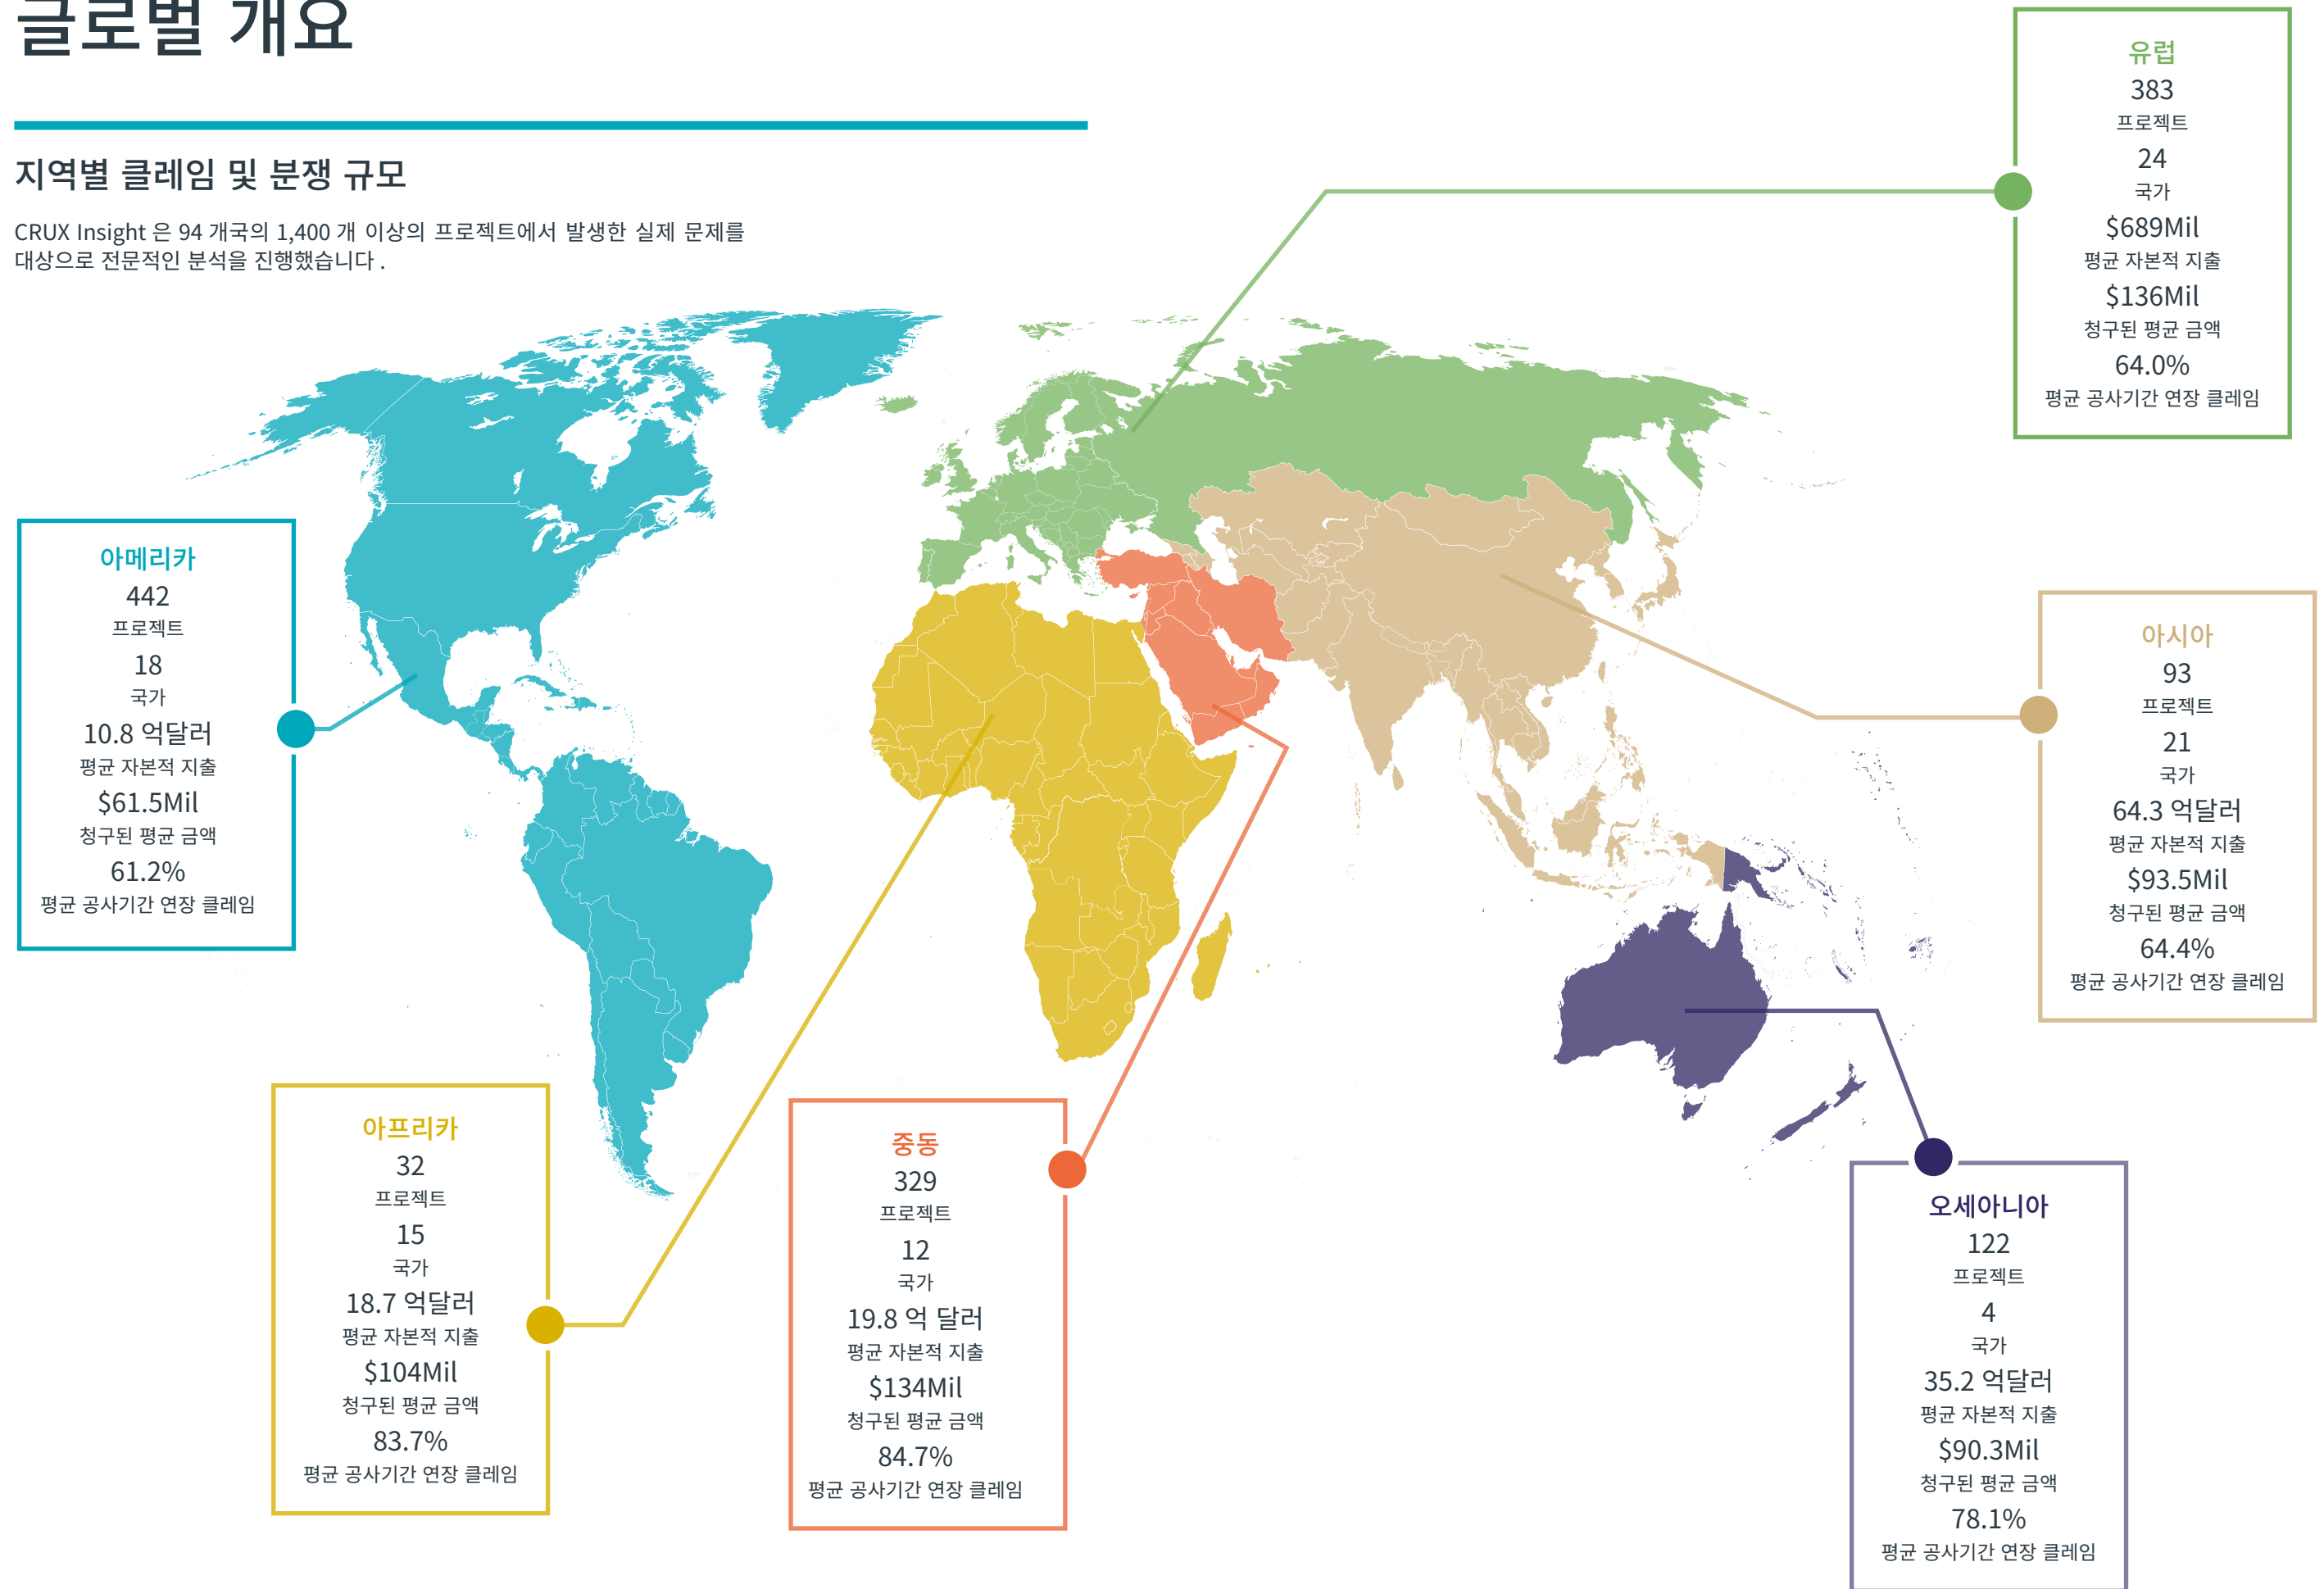 글로벌 개요
지역별 클레임 및 분쟁 규모
CRUX Insight 은 94 개국의 1,400 개 이상의 프로젝트에서 발생한 실제 문제를
대상으로 전문적인 분석을 진행했습니다 .
유럽
383
프로젝트
24
국가
$689Mil
평균 자본적 지출
$136Mil
청구된 평균 금액
64.0%
평균 공사기간 연장 클레임
아메리카
442
프로젝트
18
국가
10.8 억달러
평균 자본적 지출
$61.5Mil
청구된 평균 금액
61.2%
평균 공사기간 연장 클레임
아시아
93
프로젝트
21
국가
64.3 억달러
평균 자본적 지출
$93.5Mil
청구된 평균 금액
64.4%
평균 공사기간 연장 클레임
아프리카
32
프로젝트
15
국가
18.7 억달러
평균 자본적 지출
$104Mil
청구된 평균 금액
83.7%
평균 공사기간 연장 클레임
중동
329
프로젝트
12
국가
19.8 억 달러
평균 자본적 지출
$134Mil
청구된 평균 금액
84.7%
평균 공사기간 연장 클레임
오세아니아
122
프로젝트
4
국가
35.2 억달러
평균 자본적 지출
$90.3Mil
청구된 평균 금액
78.1%
평균 공사기간 연장 클레임